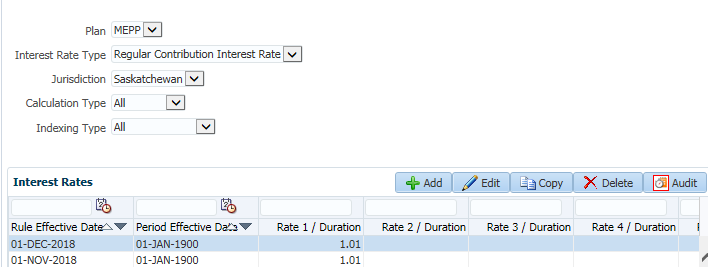 Plan MEPP
Interest Rate Type Regular Contribution Interest Rate
Jurisdiction Saskatchewan
Calculation Type All
Indexing Type All
Interest Rates Add Edit Copy Delete Audit
Rule Effective Date Period Effective Date Rate 1 / Duration Rate 2 / Duration Rate 3 / Duration Rate 4 / Duration
01-DEC-2018 01-JAN-1900 1.01
01-NOV-2018 01-JAN-1900 1.01